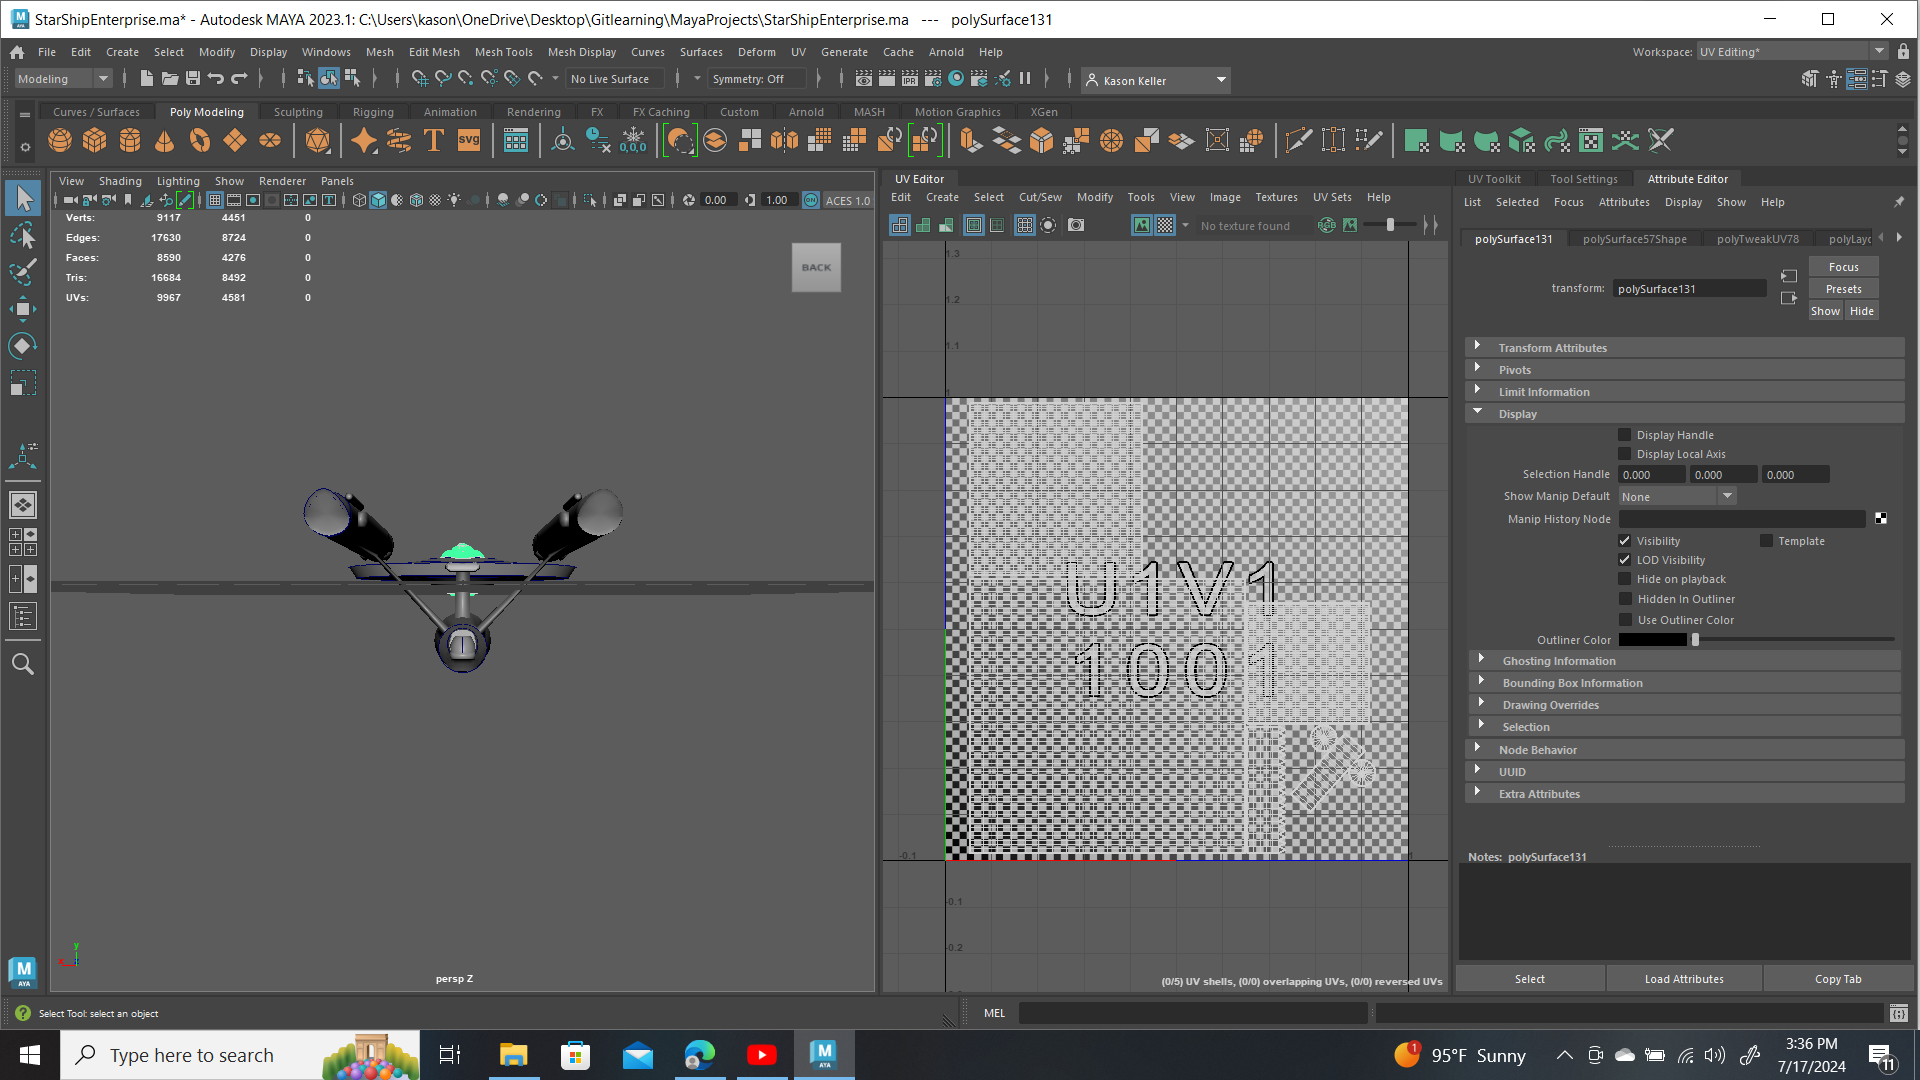 StarShipEnterprise.ma* - Autodesk MAYA 2023.1: C:\Users\kason\OneDrive\Desktop\Gitlearning\MayaProjects\StarShipEnterprise.ma --- polySurface131
File Edit Create Select Modify Display Windows Mesh Edit Mesh Mesh Tools Mesh Display Curves Surfaces Deform UV Generate Cache Arnold Help
Workspace: UV Editing*
Modeling No Live Surface Symmetry: Off Kason Keller
Curves / Surfaces Poly Modeling Sculpting Rigging Animation Rendering FX FX Caching Custom Arnold MASH Motion Graphics XGen
View Shading Lighting Show Renderer Panels
0.00 1.00 ACES 1.0
Verts: 9117 4451 0
Edges: 17630 8724 0
Faces: 8590 4276 0
Tris: 16684 8492 0
UVs: 9967 4581 0
BACK
persp Z
UV Editor
Edit Create Select Cut/Sew Modify Tools View Image Textures UV Sets Help
No texture found
1.3
1.2
1.1
1
U1V1
1001
-0.1
-0.1
-0.2
(0/5) UV shells, (0/0) overlapping UVs, (0/0) reversed UVs
UV Toolkit Tool Settings Attribute Editor
List Selected Focus Attributes Display Show Help
polySurface131 polySurface57Shape polyTweakUV78 polyLayo
transform: polySurface131
Focus
Presets
Show Hide
Transform Attributes
Pivots
Limit Information
Display
Display Handle
Display Local Axis
Selection Handle 0.000 0.000 0.000
Show Manip Default None
Manip History Node
Visibility Template
LOD Visibility
Hide on playback
Hidden In Outliner
Use Outliner Color
Outliner Color
Ghosting Information
Bounding Box Information
Drawing Overrides
Selection
Node Behavior
UUID
Extra Attributes
Notes: polySurface131
Select Load Attributes Copy Tab
Select Tool: select an object
MEL
Type here to search
95°F Sunny
3:36 PM
7/17/2024
11